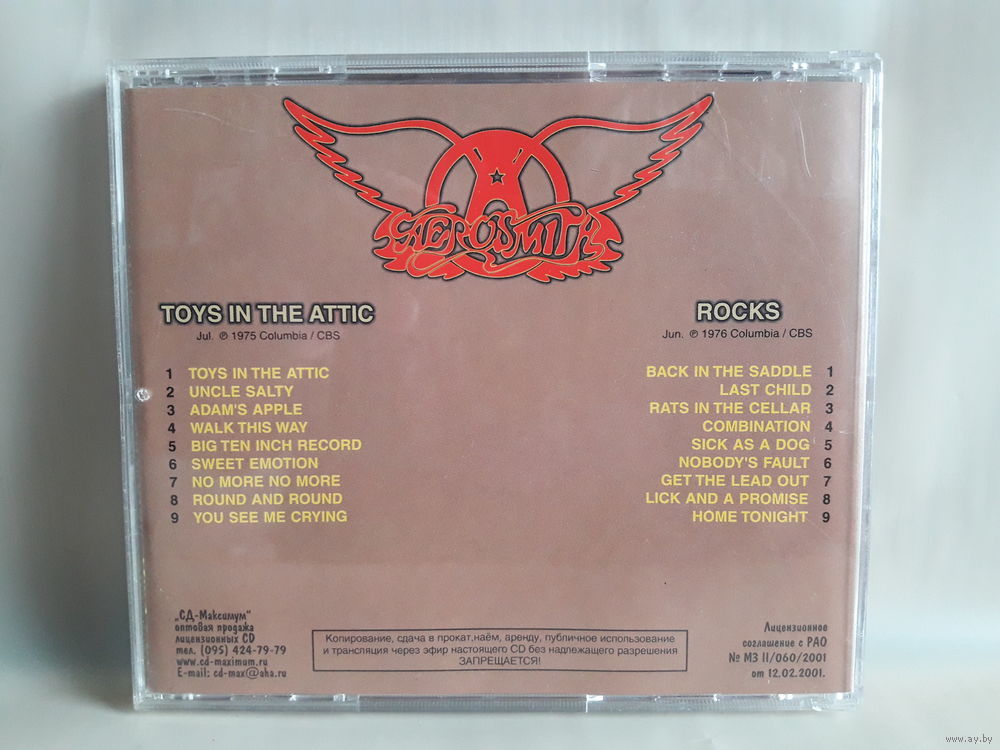 AEROSMITH
TOYS IN THE ATTIC
Jul. ℗ 1975 Columbia / CBS
1 TOYS IN THE ATTIC
2 UNCLE SALTY
3 ADAM'S APPLE
4 WALK THIS WAY
5 BIG TEN INCH RECORD
6 SWEET EMOTION
7 NO MORE NO MORE
8 ROUND AND ROUND
9 YOU SEE ME CRYING
ROCKS
Jun. ℗ 1976 Columbia / CBS
BACK IN THE SADDLE 1
LAST CHILD 2
RATS IN THE CELLAR 3
COMBINATION 4
SICK AS A DOG 5
NOBODY'S FAULT 6
GET THE LEAD OUT 7
LICK AND A PROMISE 8
HOME TONIGHT 9
„СД-Максимум"
оптовая продажа
лицензионных CD
тел. (095) 424-79-79
www.cd-maximum.ru
E-mail: cd-max@aha.ru
Копирование, сдача в прокат,наём, аренду, публичное использование
и трансляция через эфир настоящего CD без надлежащего разрешения
ЗАПРЕЩАЕТСЯ!
Лицензионное
соглашение с РАО
№ МЗ II/060/2001
от 12.02.2001.
www.ay.by